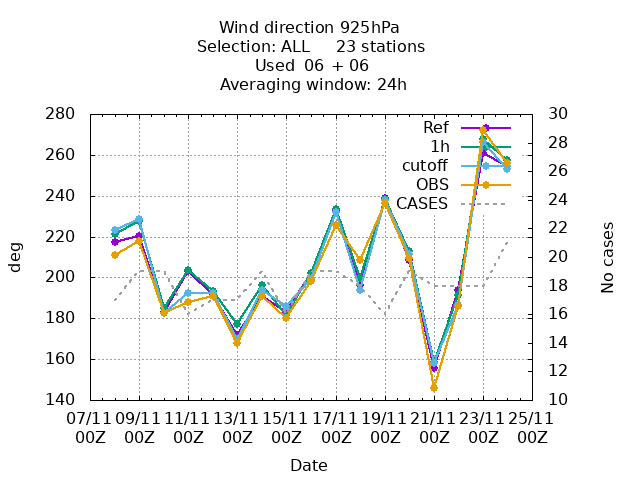 Wind direction 925hPa
Selection: ALL 23 stations
Used 06 + 06
Averaging window: 24h
280 30
Ref 28
1h
260 26
cutoff
OBS
240 24
CASES
22
220
20
200
18
180 16
14
160
12
140 10
deg
No cases
07/11 09/11 11/11 13/11 15/11 17/11 19/11 21/11 23/11 25/11
00Z 00Z 00Z 00Z 00Z 00Z 00Z 00Z 00Z 00Z
Date